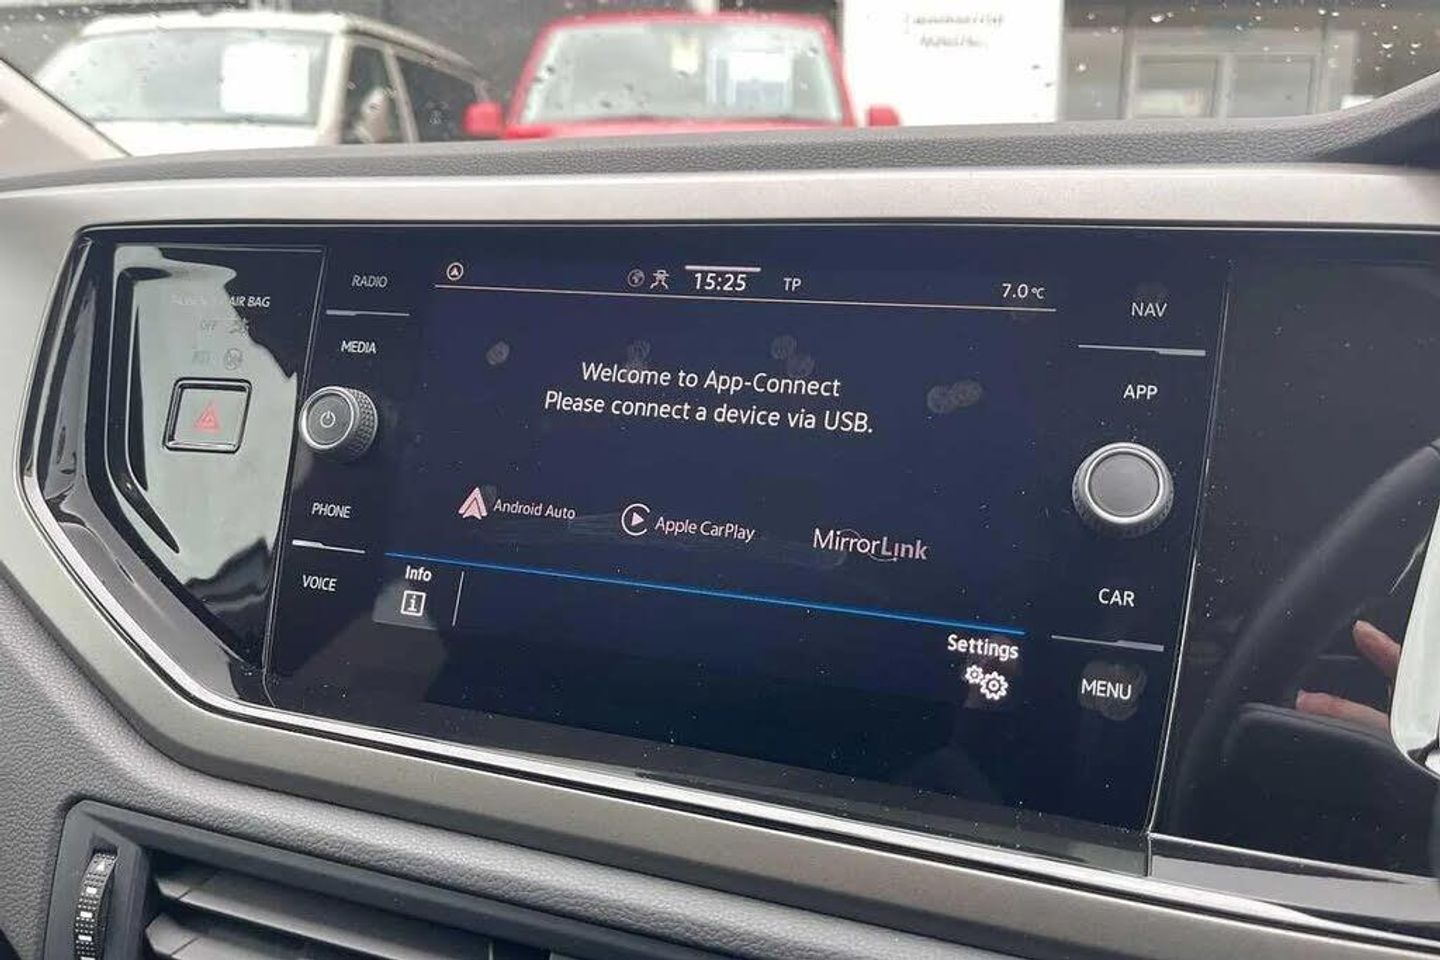 AIR BAG
OFF
RADIO
MEDIA
PHONE
VOICE
15:25
TP
7.0°C
Welcome to App-Connect
Please connect a device via USB.
Android Auto
Apple CarPlay
MirrorLink
Info
i
Settings
NAV
APP
CAR
MENU